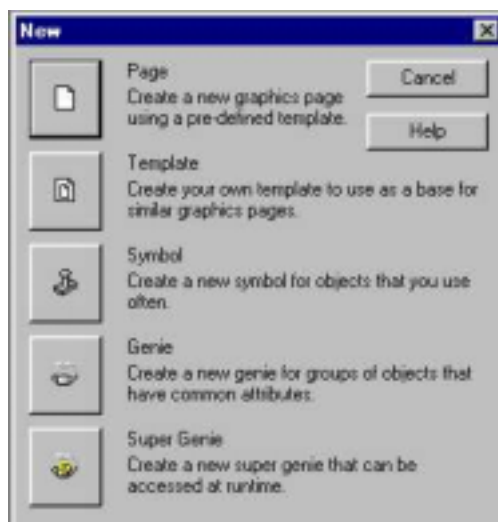 New
Page
Create a new graphics page
using a pre-defined template.
Cancel
Help
Template
Create your own template to use as a base for
similar graphics pages.
Symbol
Create a new symbol for objects that you use
often.
Genie
Create a new genie for groups of objects that
have common attributes.
Super Genie
Create a new super genie that can be
accessed at runtime.